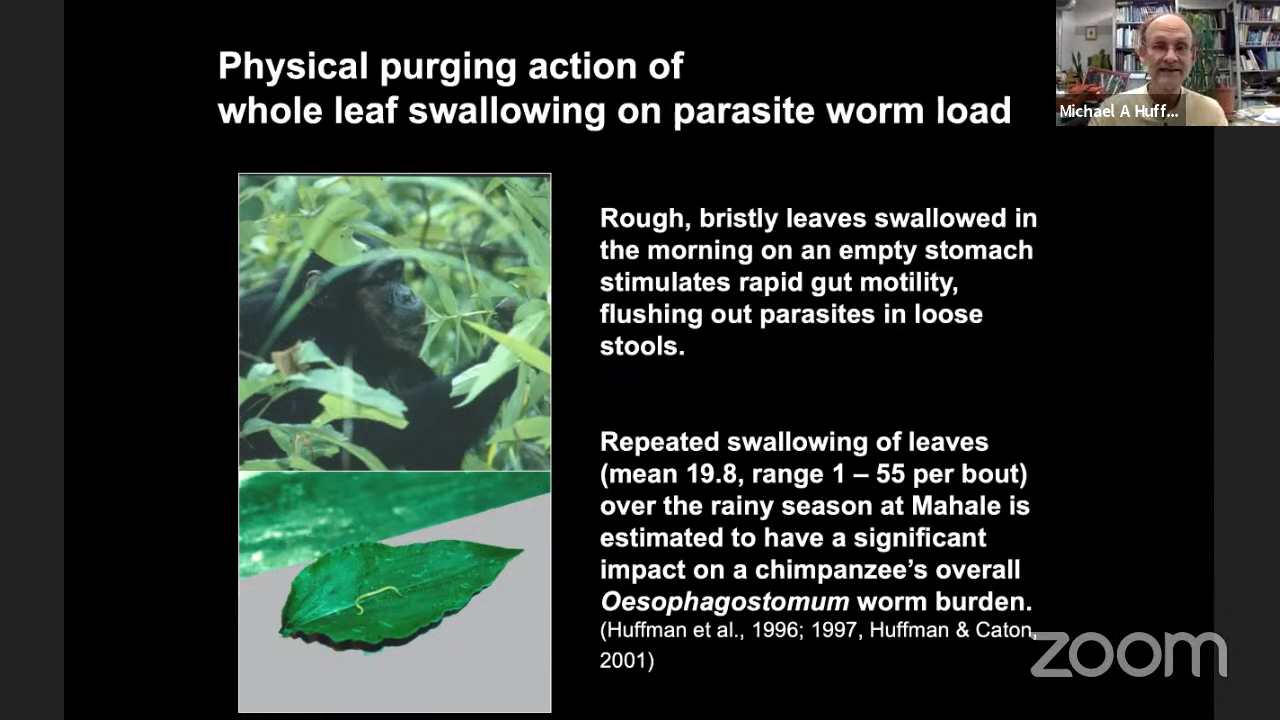 Physical purging action of
whole leaf swallowing on parasite worm load
Michael A Huff...
Rough, bristly leaves swallowed in
the morning on an empty stomach
stimulates rapid gut motility,
flushing out parasites in loose
stools.
Repeated swallowing of leaves
(mean 19.8, range 1 – 55 per bout)
over the rainy season at Mahale is
estimated to have a significant
impact on a chimpanzee’s overall
Oesophagostomum worm burden.
(Huffman et al., 1996; 1997, Huffman & Caton,
2001)
zoom